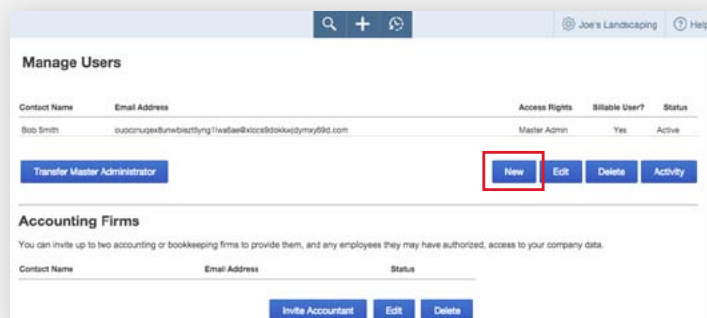 Joe's Landscaping Help
Manage Users
Contact Name Email Address Access Rights Billable User? Status
Bob Smith Master Admin Yes Active
Transfer Master Administrator New Edit Delete Activity
Accounting Firms
You can invite up to two accounting or bookkeeping firms to provide them, and any employees they may have authorized, access to your company data.
Contact Name Email Address Status
Invite Accountant Edit Delete